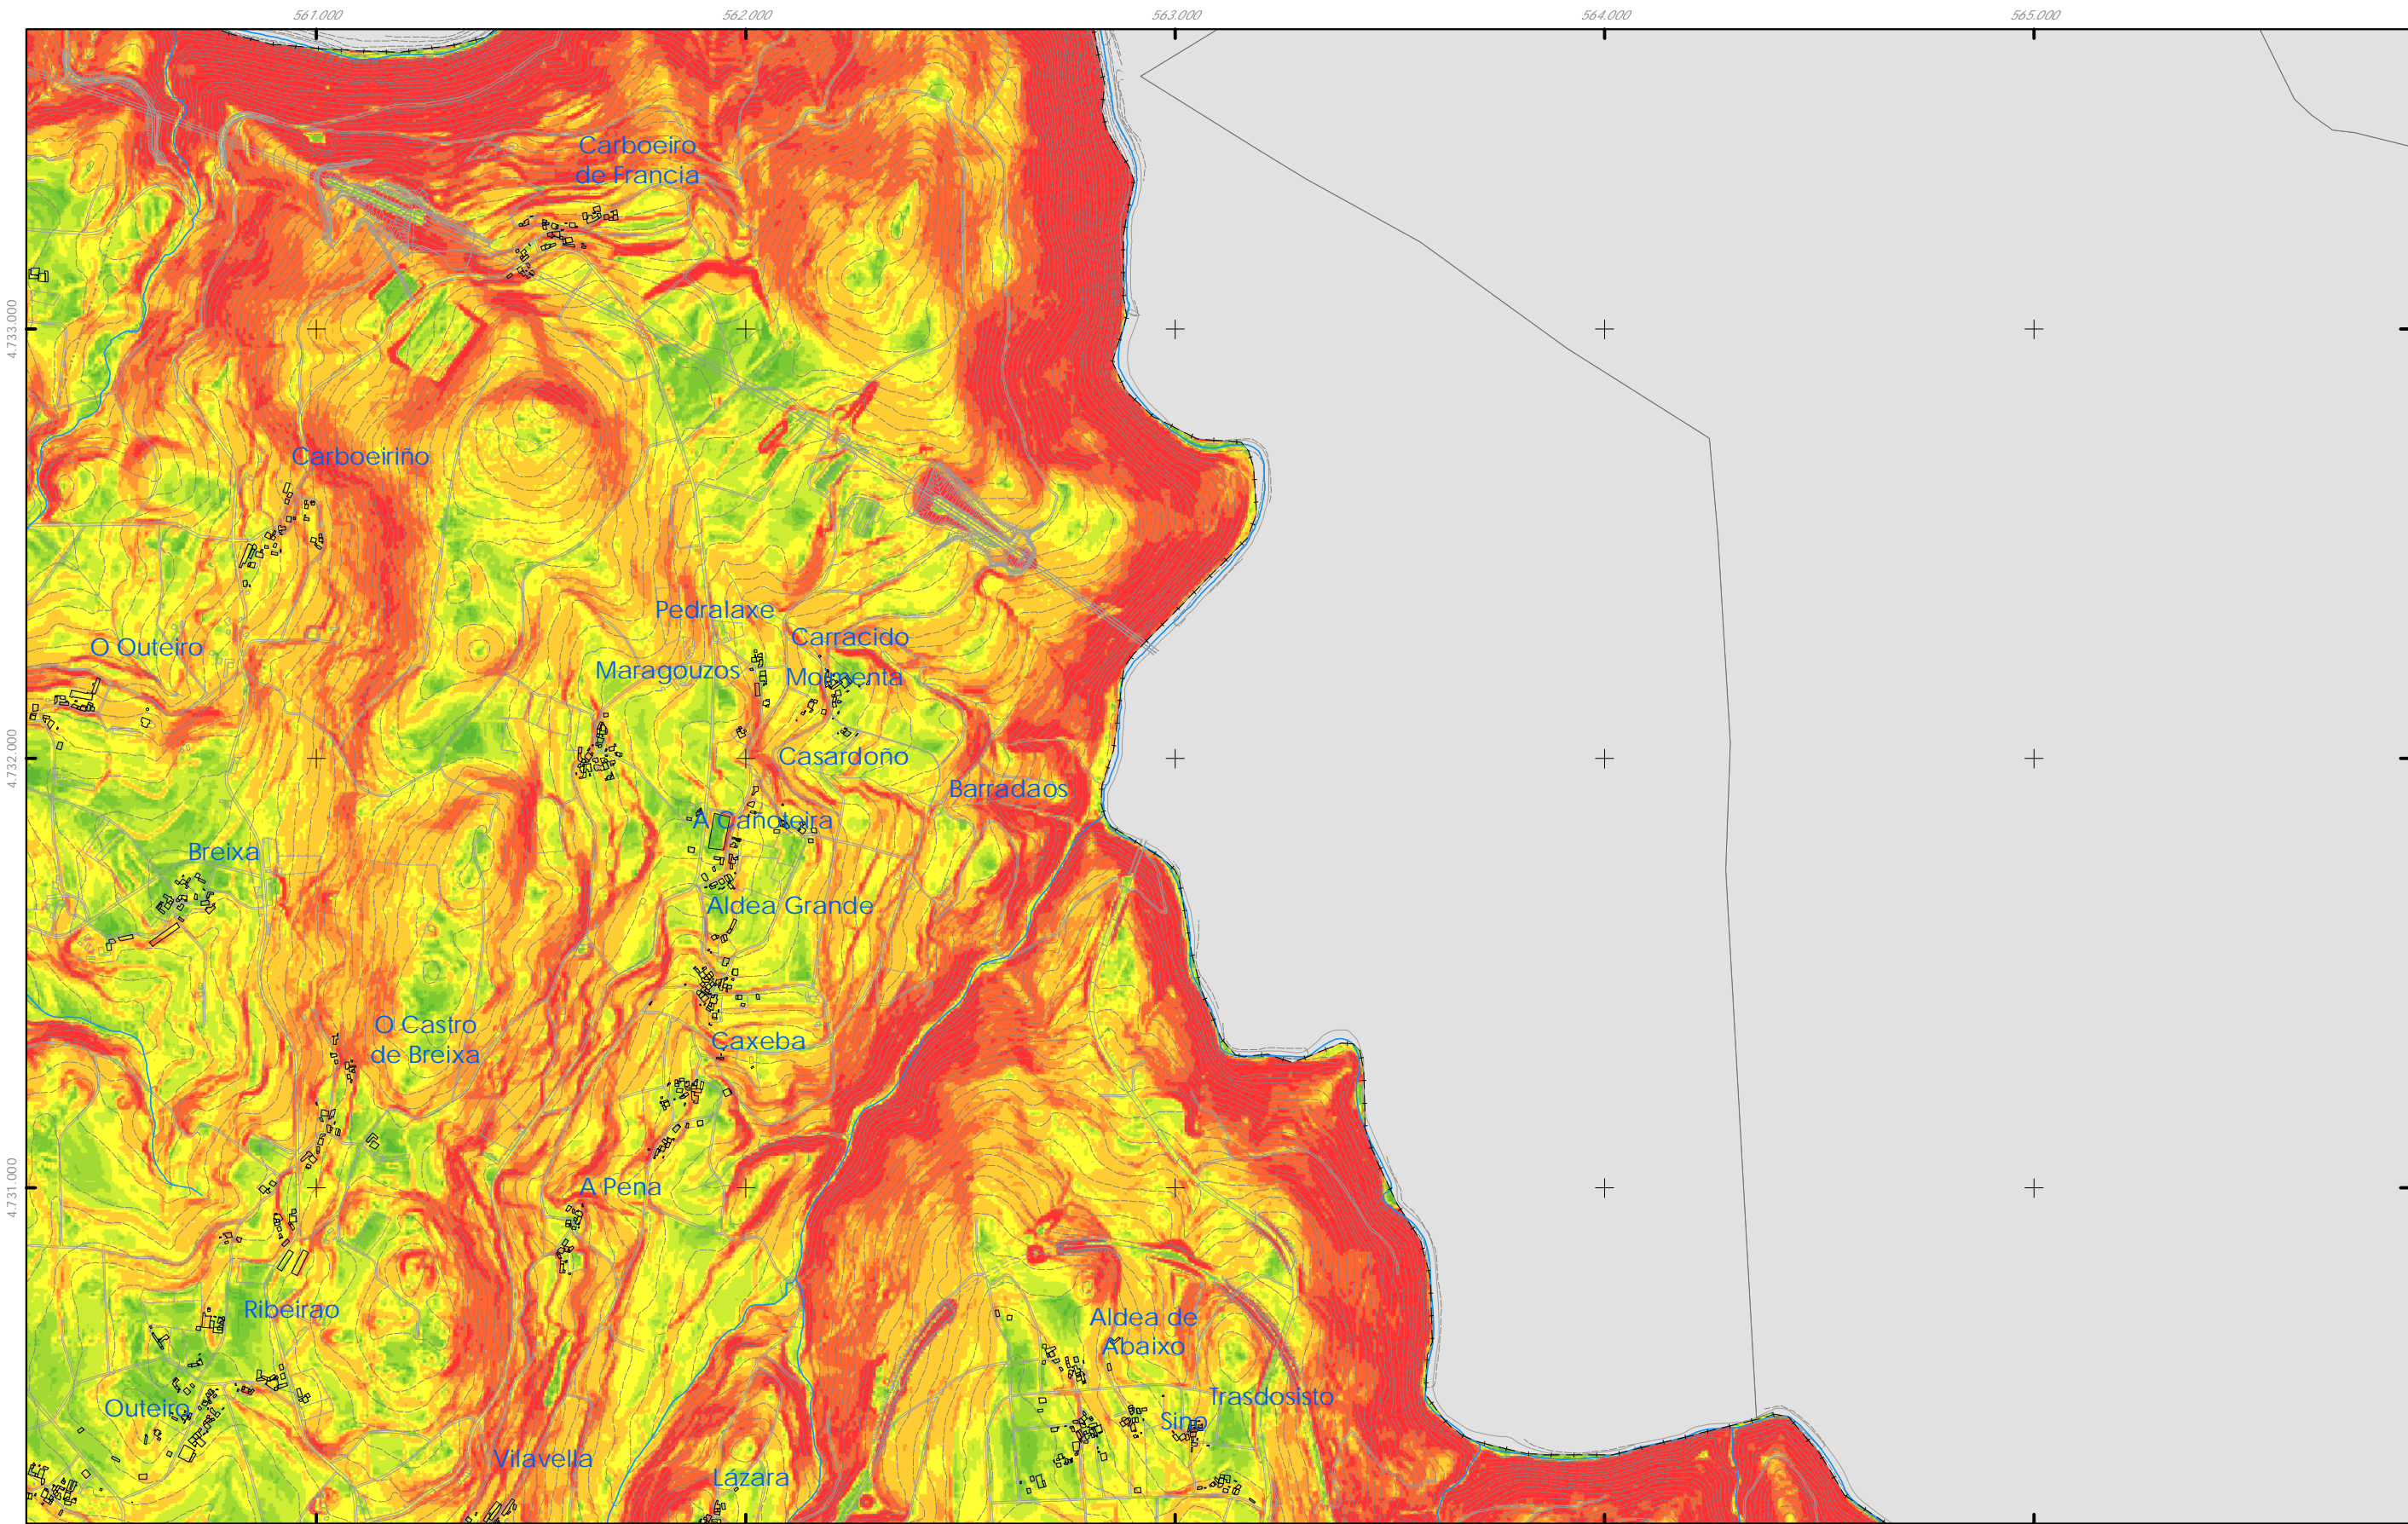 561.000
562.000
563.000
564.000
565.000
Carboeiro
de Francia
4.733.000
Carboeiriño
Pedralaxe
Carracido
O Outeiro
Maragouzos
Moimenta
4.732.000
Casardoño
Barradaos
A Cañoteira
Breixa
Aldea Grande
O Castro
de Breixa
Caxeba
4.731.000
A Pena
Ribeirao
Aldea de
Abaixo
Trasdosisto
Outeiro
Sino
Vilavella
Lázara